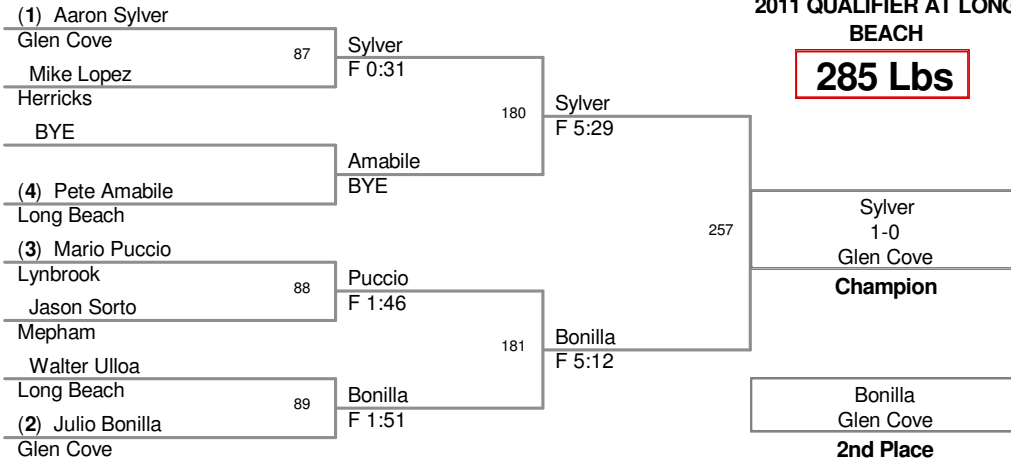 2011 QUALIFIER AT LONG
BEACH
285 Lbs
(1) Aaron Sylver
Glen Cove
Mike Lopez
Herricks
BYE
(4) Pete Amabile
Long Beach
(3) Mario Puccio
Lynbrook
Jason Sorto
Mepham
Walter Ulloa
Long Beach
(2) Julio Bonilla
Glen Cove
87
88
89
Sylver
F 0:31
Amabile
BYE
Puccio
F 1:46
Bonilla
F 1:51
180
181
Sylver
F 5:29
Bonilla
F 5:12
257
Sylver
1-0
Glen Cove
Champion
Bonilla
Glen Cove
2nd Place